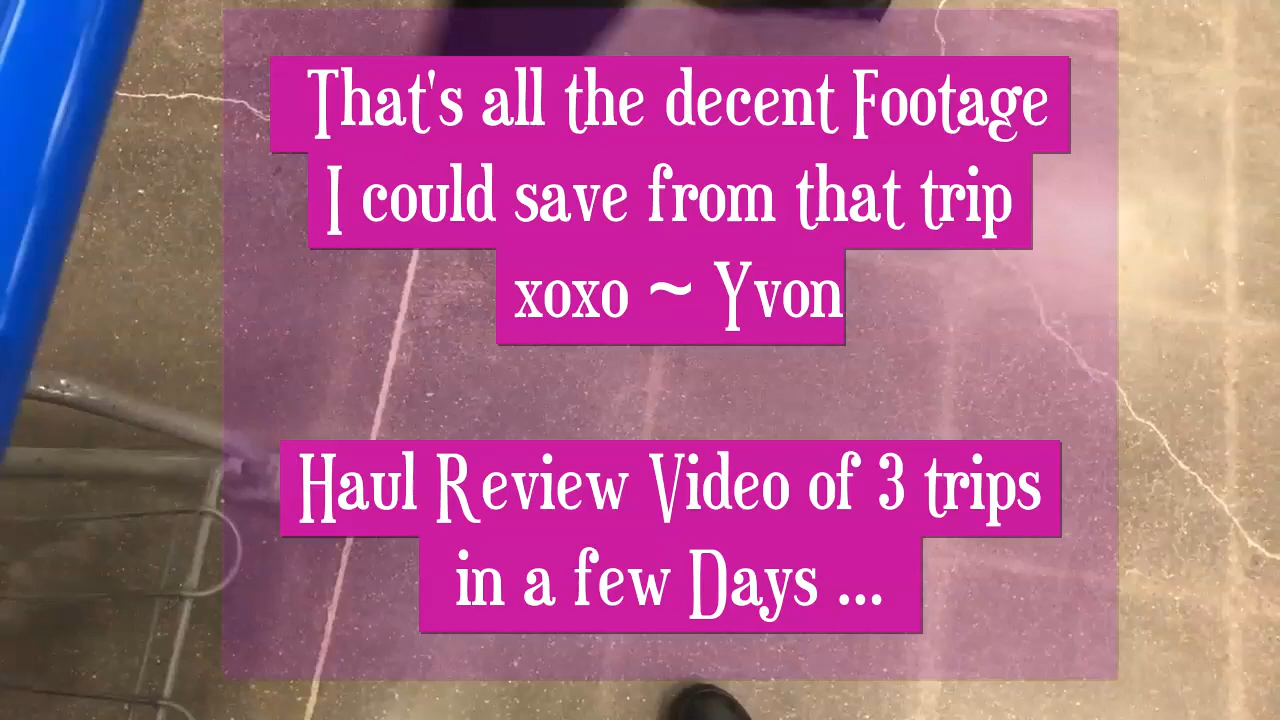 That's all the decent Footage
I could save from that trip
xoxo ~ Yvon
Haul Review Video of 3 trips
in a few Days ...